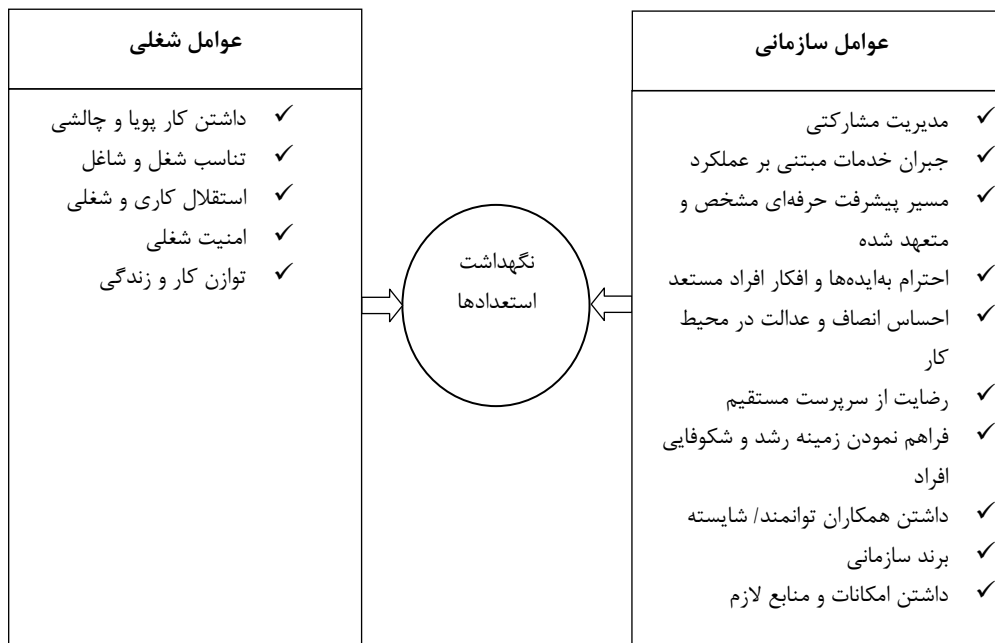 عوامل سازمانی
✓ مدیریت مشارکتی
✓ جبران خدمات مبتنی بر عملکرد
✓ مسیر پیشرفت حرفه‌ای مشخص و
متعهد شده
✓ احترام به‌ایده‌ها و افکار افراد مستعد
✓ احساس انصاف و عدالت در محیط
کار
✓ رضایت از سرپرست مستقیم
✓ فراهم نمودن زمینه رشد و شکوفایی
افراد
✓ داشتن همکاران توانمند/ شایسته
✓ برند سازمانی
✓ داشتن امکانات و منابع لازم
نگهداشت
استعدادها
عوامل شغلی
✓ داشتن کار پویا و چالشی
✓ تناسب شغل و شاغل
✓ استقلال کاری و شغلی
✓ امنیت شغلی
✓ توازن کار و زندگی